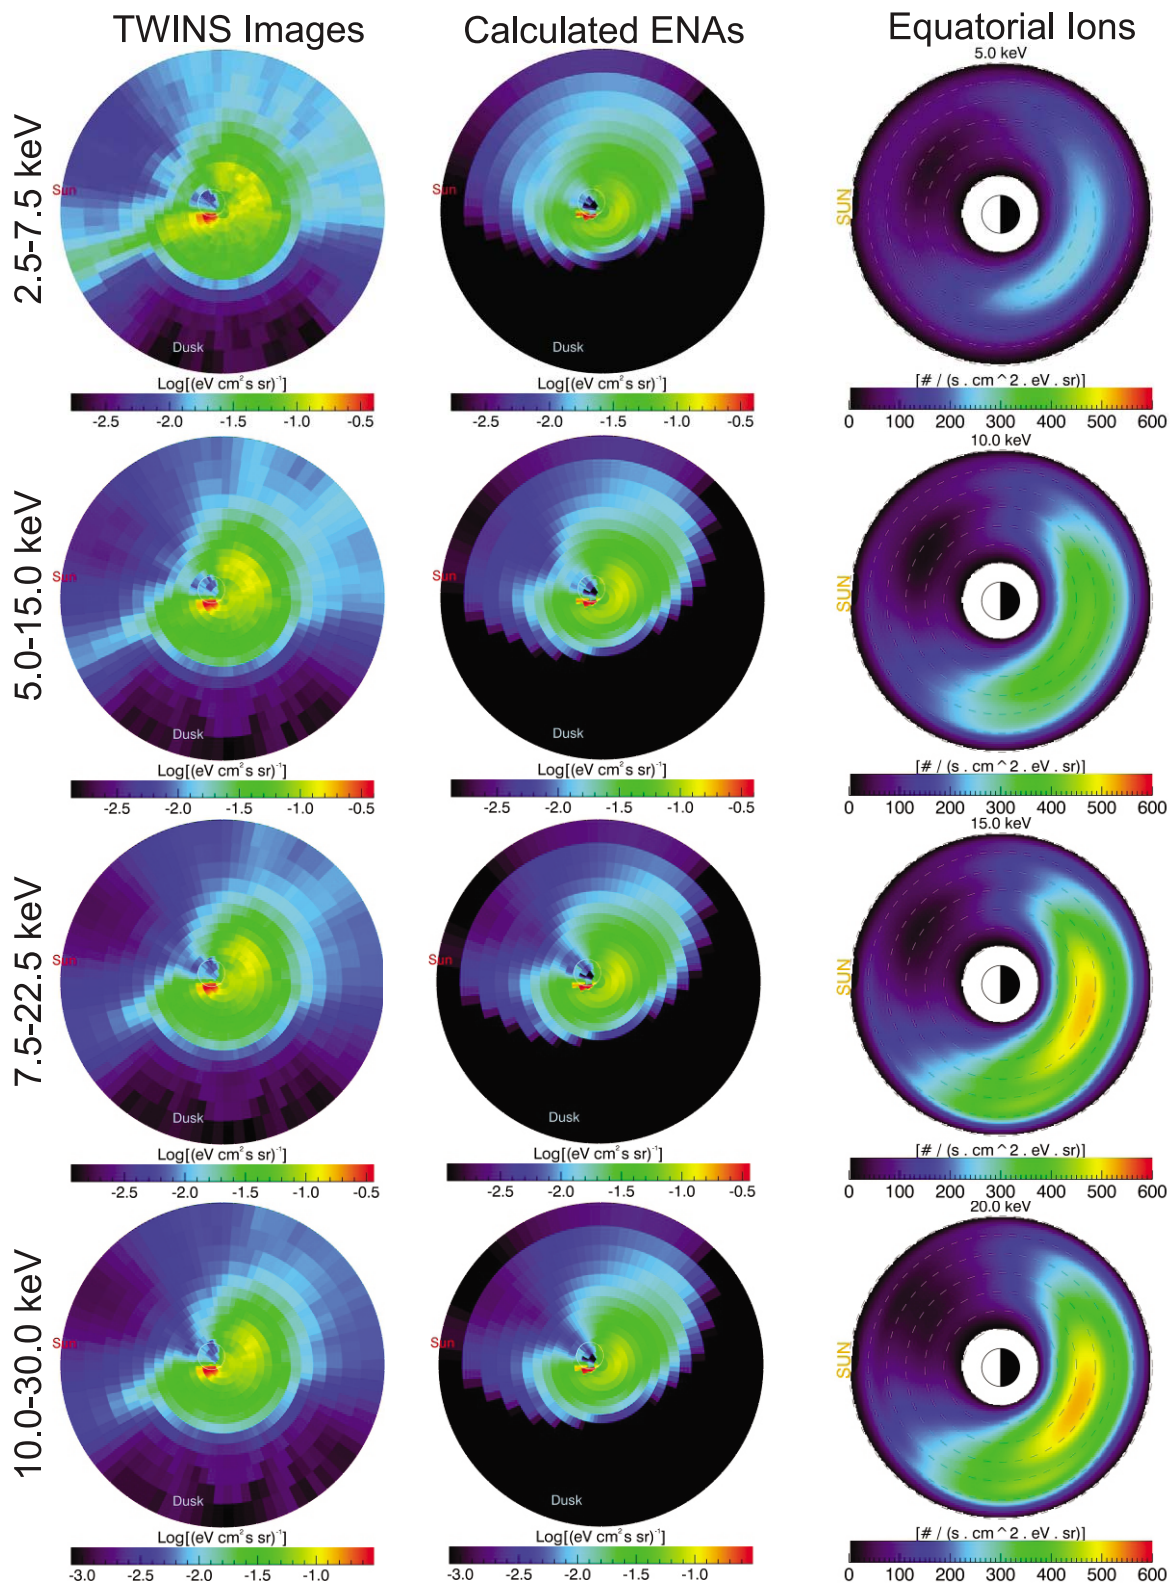 TWINS Images Calculated ENAs Equatorial Ions
2.5-7.5 keV
5.0 keV
Sun
Sun
SUN
Dusk
Log[(eV cm² s sr)⁻¹]
-2.5 -2.0 -1.5 -1.0 -0.5
Log[(eV cm² s sr)⁻¹]
-2.5 -2.0 -1.5 -1.0 -0.5
[# / (s . cm^2 . eV . sr)]
0 100 200 300 400 500 600
5.0-15.0 keV
10.0 keV
Sun
Sun
SUN
Dusk
Dusk
Log[(eV cm² s sr)⁻¹]
-2.5 -2.0 -1.5 -1.0 -0.5
Log[(eV cm² s sr)⁻¹]
-2.5 -2.0 -1.5 -1.0 -0.5
[# / (s . cm^2 . eV . sr)]
0 100 200 300 400 500 600
7.5-22.5 keV
15.0 keV
Sun
Sun
SUN
Dusk
Dusk
Log[(eV cm² s sr)⁻¹]
-2.5 -2.0 -1.5 -1.0 -0.5
Log[(eV cm² s sr)⁻¹]
-2.5 -2.0 -1.5 -1.0 -0.5
[# / (s . cm^2 . eV . sr)]
0 100 200 300 400 500 600
10.0-30.0 keV
20.0 keV
Sun
Sun
SUN
Dusk
Dusk
Log[(eV cm² s sr)⁻¹]
-3.0 -2.5 -2.0 -1.5 -1.0
Log[(eV cm² s sr)⁻¹]
-3.0 -2.5 -2.0 -1.5 -1.0
[# / (s . cm^2 . eV . sr)]
0 100 200 300 400 500 600